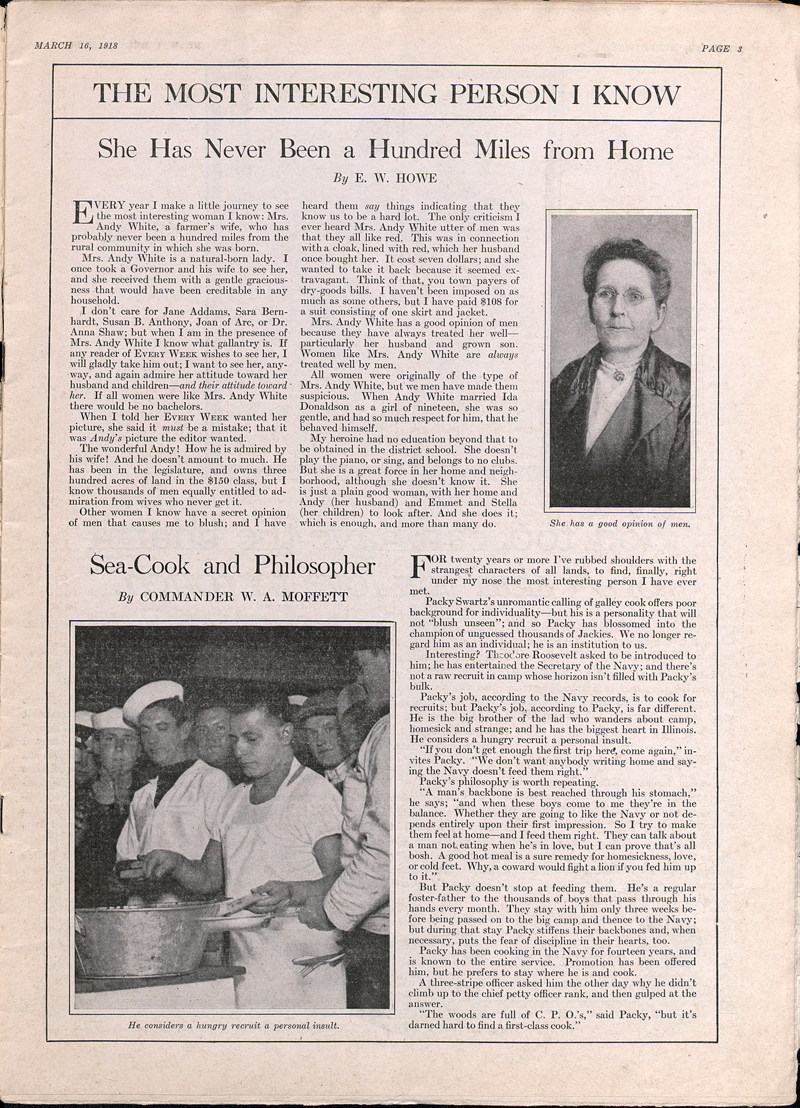 MARCH 16, 1918
PAGE 3
THE MOST INTERESTING PERSON I KNOW
She Has Never Been a Hundred Miles from Home
By E. W. HOWE
EVERY year I make a little journey to see
the most interesting woman I know: Mrs.
Andy White, a farmer's wife, who has
probably never been a hundred miles from the
rural community in which she was born.
Mrs. Andy White is a natural-born lady. I
once took a Governor and his wife to see her,
and she received them with a gentle gracious-
ness that would have been creditable in any
household.
I don't care for Jane Addams, Sara Bern-
hardt, Susan B. Anthony, Joan of Arc, or Dr.
Anna Shaw; but when I am in the presence of
Mrs. Andy White I know what gallantry is. If
any reader of EVERY WEEK wishes to see her, I
will gladly take him out; I want to see her, any-
way, and again admire her attitude toward her
husband and children—and their attitude toward
her. If all women were like Mrs. Andy White
there would be no bachelors.
When I told her EVERY WEEK wanted her
picture, she said it must be a mistake; that it
was Andy's picture the editor wanted.
The wonderful Andy! How he is admired by
his wife! And he doesn't amount to much. He
has been in the legislature, and owns three
hundred acres of land in the $150 class, but I
know thousands of men equally entitled to ad-
miration from wives who never get it.
Other women I know have a secret opinion
of men that causes me to blush; and I have
heard them say things indicating that they
know us to be a hard lot. The only criticism I
ever heard Mrs. Andy White utter of men was
that they all like red. This was in connection
with a cloak, lined with red, which her husband
once bought her. It cost seven dollars; and she
wanted to take it back because it seemed ex-
travagant. Think of that, you town payers of
dry-goods bills. I haven't been imposed on as
much as some others, but I have paid $108 for
a suit consisting of one skirt and jacket.
Mrs. Andy White has a good opinion of men
because they have always treated her well—
particularly her husband and grown son.
Women like Mrs. Andy White are always
treated well by men.
All women were originally of the type of
Mrs. Andy White, but we men have made them
suspicious. When Andy White married Ida
Donaldson as a girl of nineteen, she was so
gentle, and had so much respect for him, that he
behaved himself.
My heroine had no education beyond that to
be obtained in the district school. She doesn't
play the piano, or sing, and belongs to no clubs.
But she is a great force in her home and neigh-
borhood, although she doesn't know it. She
is just a plain good woman, with her home and
Andy (her husband) and Emmet and Stella
(her children) to look after. And she does it;
which is enough, and more than many do.
She has a good opinion of men.
Sea-Cook and Philosopher
By COMMANDER W. A. MOFFETT
He considers a hungry recruit a personal insult.
FOR twenty years or more I've rubbed shoulders with the
strangest characters of all lands, to find, finally, right
under my nose the most interesting person I have ever
met.
Packy Swartz's unromantic calling of galley cook offers poor
background for individuality—but his is a personality that will
not "blush unseen"; and so Packy has blossomed into the
champion of unguessed thousands of Jackies. We no longer re-
gard him as an individual; he is an institution to us.
Interesting? Theodore Roosevelt asked to be introduced to
him; he has entertained the Secretary of the Navy; and there's
not a raw recruit in camp whose horizon isn't filled with Packy's
bulk.
Packy's job, according to the Navy records, is to cook for
recruits; but Packy's job, according to Packy, is far different.
He is the big brother of the lad who wanders about camp,
homesick and strange; and he has the biggest heart in Illinois.
He considers a hungry recruit a personal insult.
"If you don't get enough the first trip here, come again," in-
vites Packy. "We don't want anybody writing home and say-
ing the Navy doesn't feed them right."
Packy's philosophy is worth repeating.
"A man's backbone is best reached through his stomach,"
he says; "and when these boys come to me they're in the
balance. Whether they are going to like the Navy or not de-
pends entirely upon their first impression. So I try to make
them feel at home—and I feed them right. They can talk about
a man not eating when he's in love, but I can prove that's all
bosh. A good hot meal is a sure remedy for homesickness, love,
or cold feet. Why, a coward would fight a lion if you fed him up
to it."
But Packy doesn't stop at feeding them. He's a regular
foster-father to the thousands of boys that pass through his
hands every month. They stay with him only three weeks be-
fore being passed on to the big camp and thence to the Navy;
but during that stay Packy stiffens their backbones and, when
necessary, puts the fear of discipline in their hearts, too.
Packy has been cooking in the Navy for fourteen years, and
is known to the entire service. Promotion has been offered
him, but he prefers to stay where he is and cook.
A three-stripe officer asked him the other day why he didn't
climb up to the chief petty officer rank, and then gulped at the
answer.
"The woods are full of C. P. O.'s," said Packy, "but it's
darned hard to find a first-class cook."